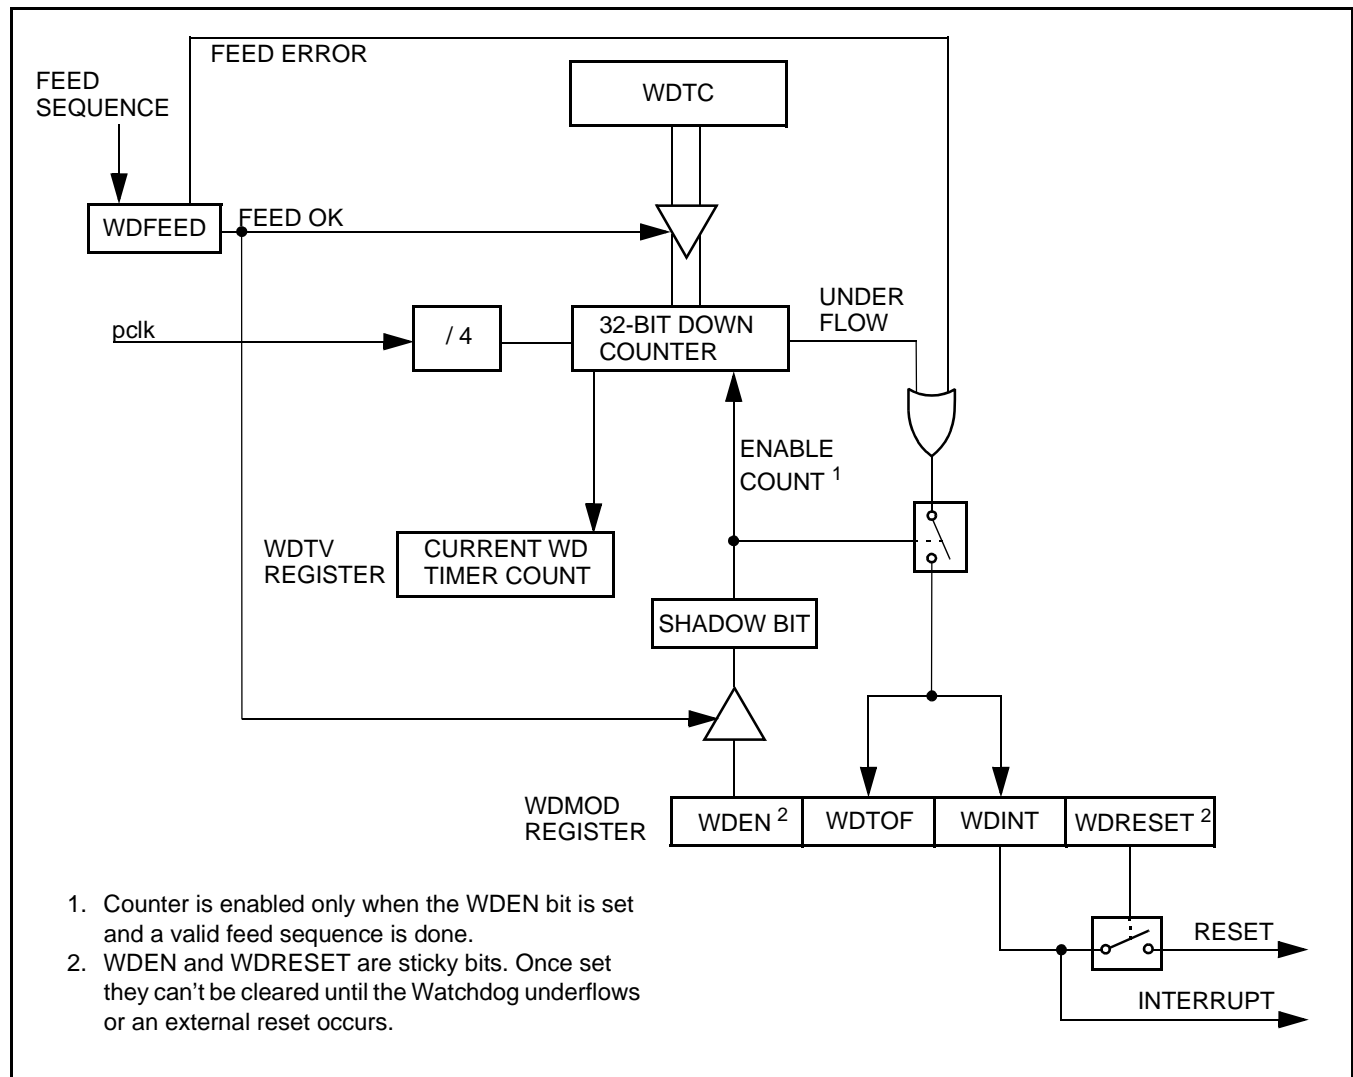 FEED ERROR
FEED
SEQUENCE
WDTC
WDFEED
FEED OK
UNDER
FLOW
pclk
/ 4
32-BIT DOWN
COUNTER
ENABLE
COUNT 1
WDTV
REGISTER
CURRENT WD
TIMER COUNT
SHADOW BIT
WDMOD
REGISTER
WDEN 2
WDTOF
WDINT
WDRESET 2
1. Counter is enabled only when the WDEN bit is set
and a valid feed sequence is done.
2. WDEN and WDRESET are sticky bits. Once set
they can't be cleared until the Watchdog underflows
or an external reset occurs.
RESET
INTERRUPT